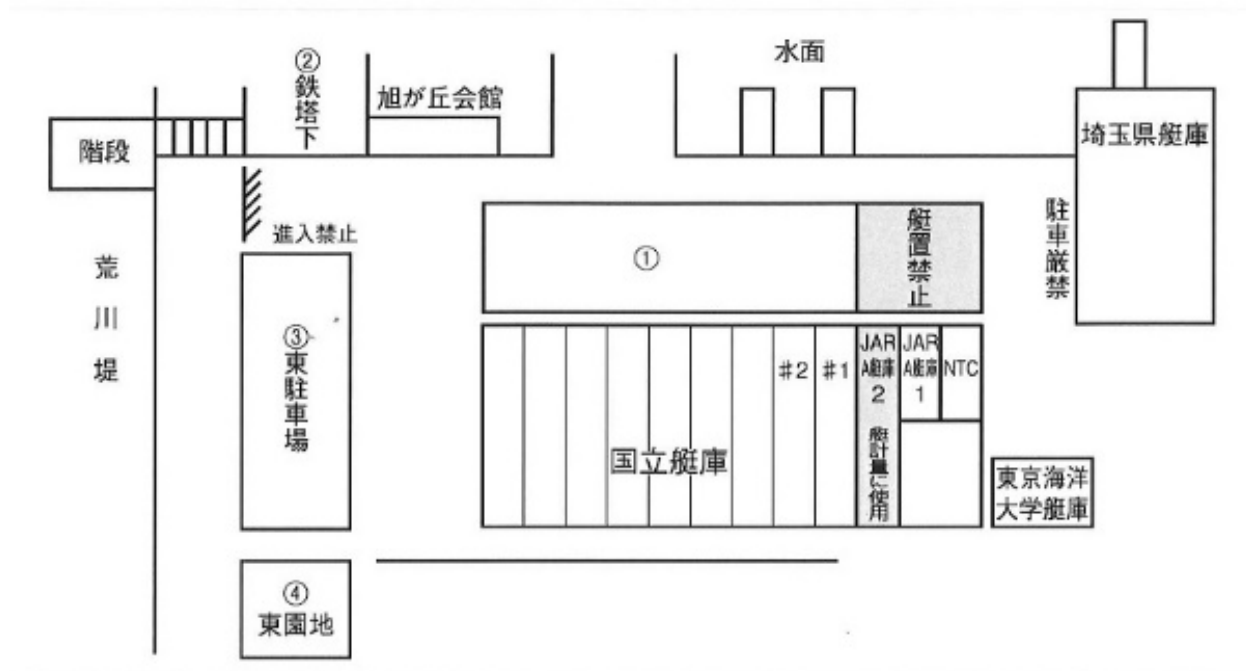 水面
②鉄塔下
旭が丘会館
階段
埼玉県艇庫
進入禁止
①
艇置禁止
駐車厳禁
荒川堤
③東駐車場
国立艇庫
#2
#1
JAR
A艇庫
2
艇計量に使用
JAR
A艇庫
1
NTC
東京海洋
大学艇庫
④
東園地